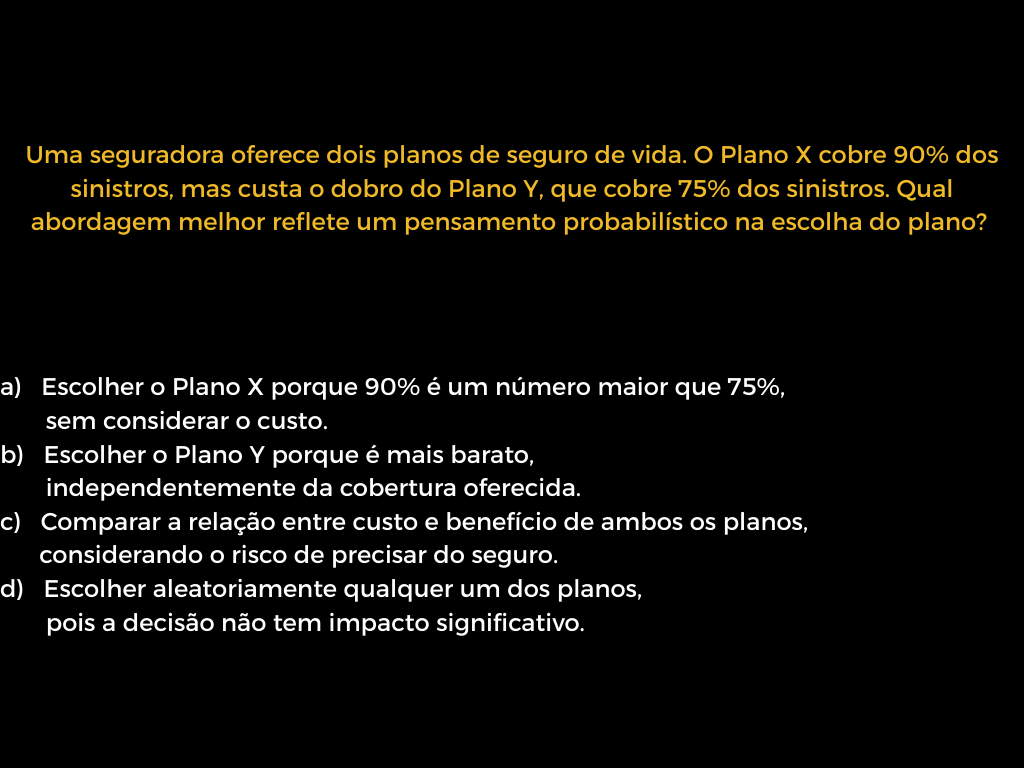 Uma seguradora oferece dois planos de seguro de vida. O Plano X cobre 90% dos
sinistros, mas custa o dobro do Plano Y, que cobre 75% dos sinistros. Qual
abordagem melhor reflete um pensamento probabilístico na escolha do plano?
a) Escolher o Plano X porque 90% é um número maior que 75%,
sem considerar o custo.
b) Escolher o Plano Y porque é mais barato,
independentemente da cobertura oferecida.
c) Comparar a relação entre custo e benefício de ambos os planos,
considerando o risco de precisar do seguro.
d) Escolher aleatoriamente qualquer um dos planos,
pois a decisão não tem impacto significativo.